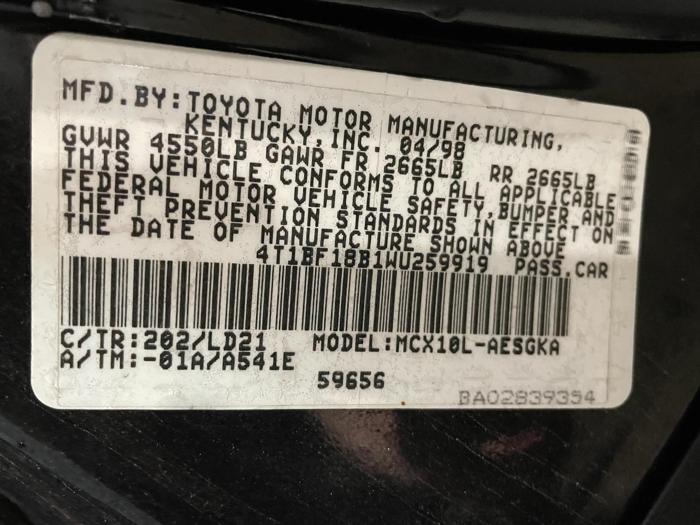 MFD.BY:TOYOTA MOTOR MANUFACTURING,
KENTUCKY,INC. 04/98
GVWR 4550LB GAWR FR 2665LB RR 2665LB
THIS VEHICLE CONFORMS TO ALL APPLICABLE
FEDERAL MOTOR VEHICLE SAFETY,BUMPER AND
THEFT PREVENTION STANDARDS IN EFFECT ON
THE DATE OF MANUFACTURE SHOWN ABOVE
4T1BF18B1WU259919 PASS.CAR
C/TR:202/LD21 MODEL:MCX10L-AESGKA
A/TM:-01A/A541E
59656
BA02839354